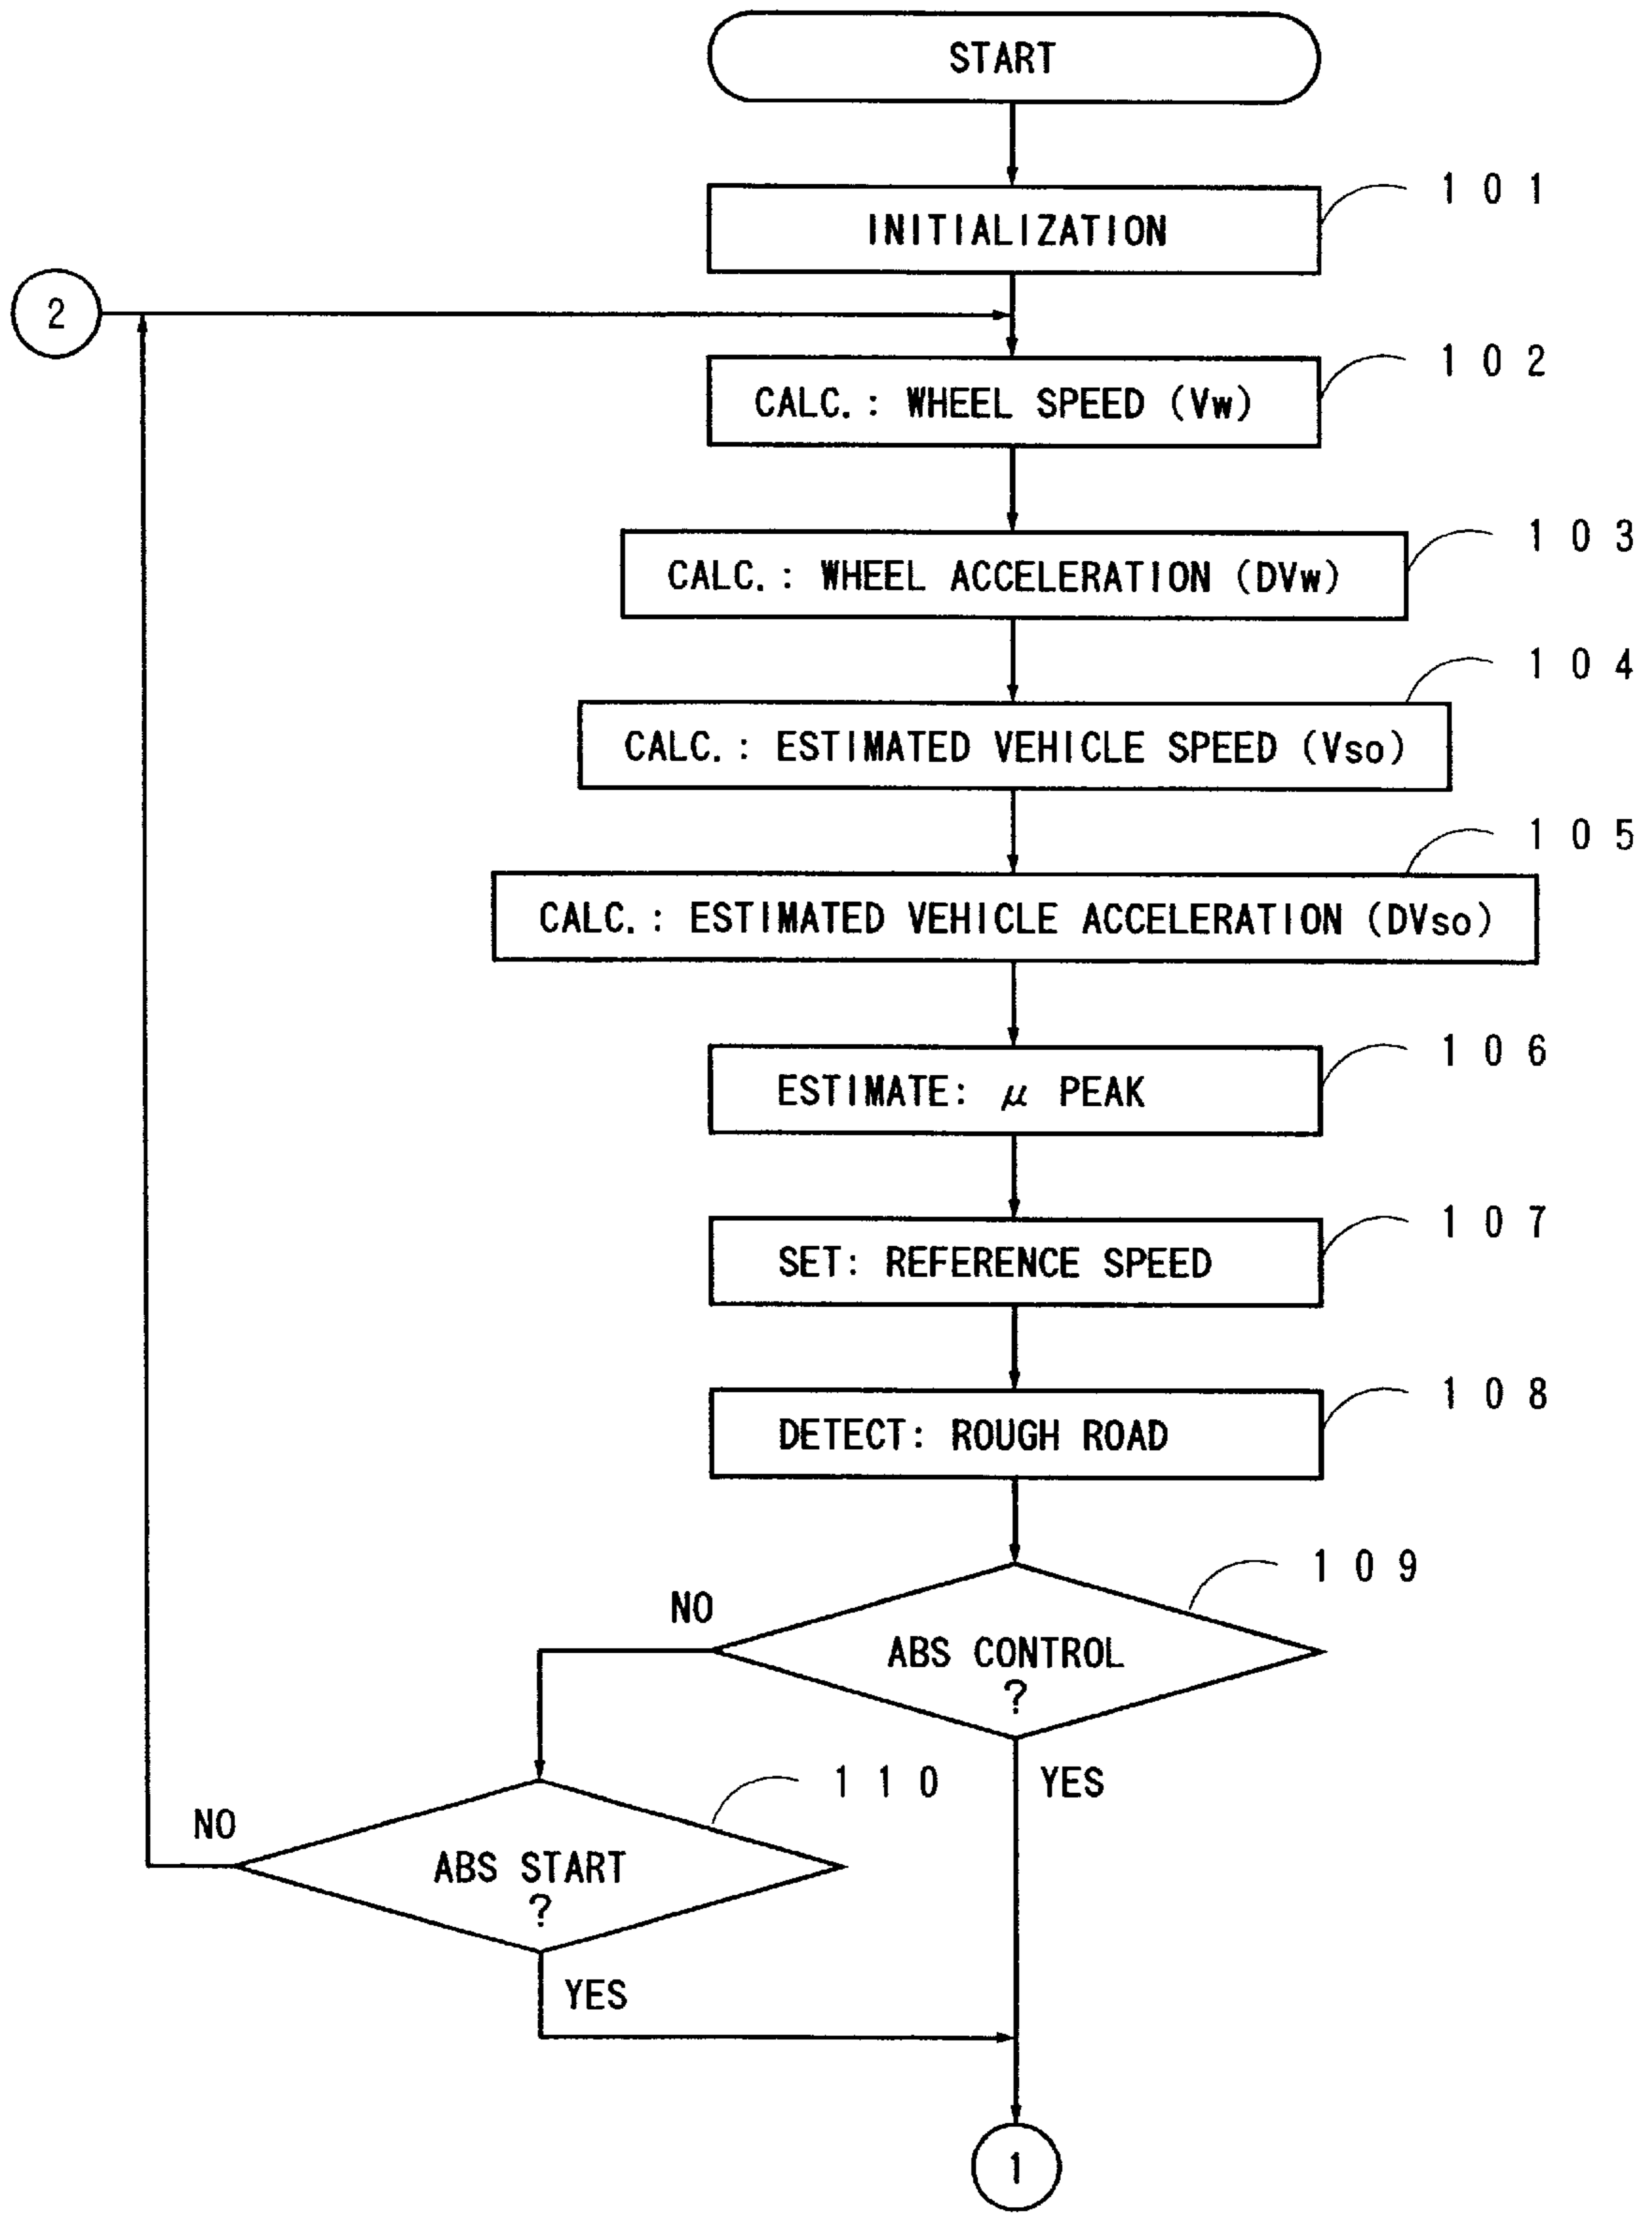 START
101
INITIALIZATION
2
102
CALC.: WHEEL SPEED (Vw)
103
CALC.: WHEEL ACCELERATION (DVw)
104
CALC.: ESTIMATED VEHICLE SPEED (Vso)
105
CALC.: ESTIMATED VEHICLE ACCELERATION (DVso)
106
ESTIMATE: μ PEAK
107
SET: REFERENCE SPEED
108
DETECT: ROUGH ROAD
109
NO
ABS CONTROL
?
YES
110
NO
ABS START
?
YES
1